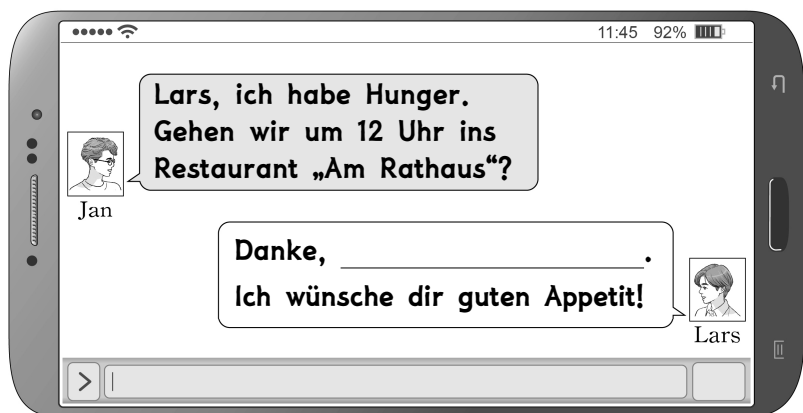 11:45 92%
Lars, ich habe Hunger.
Gehen wir um 12 Uhr ins
Restaurant „Am Rathaus“?
Jan
Danke, ____________________.
Ich wünsche dir guten Appetit!
Lars